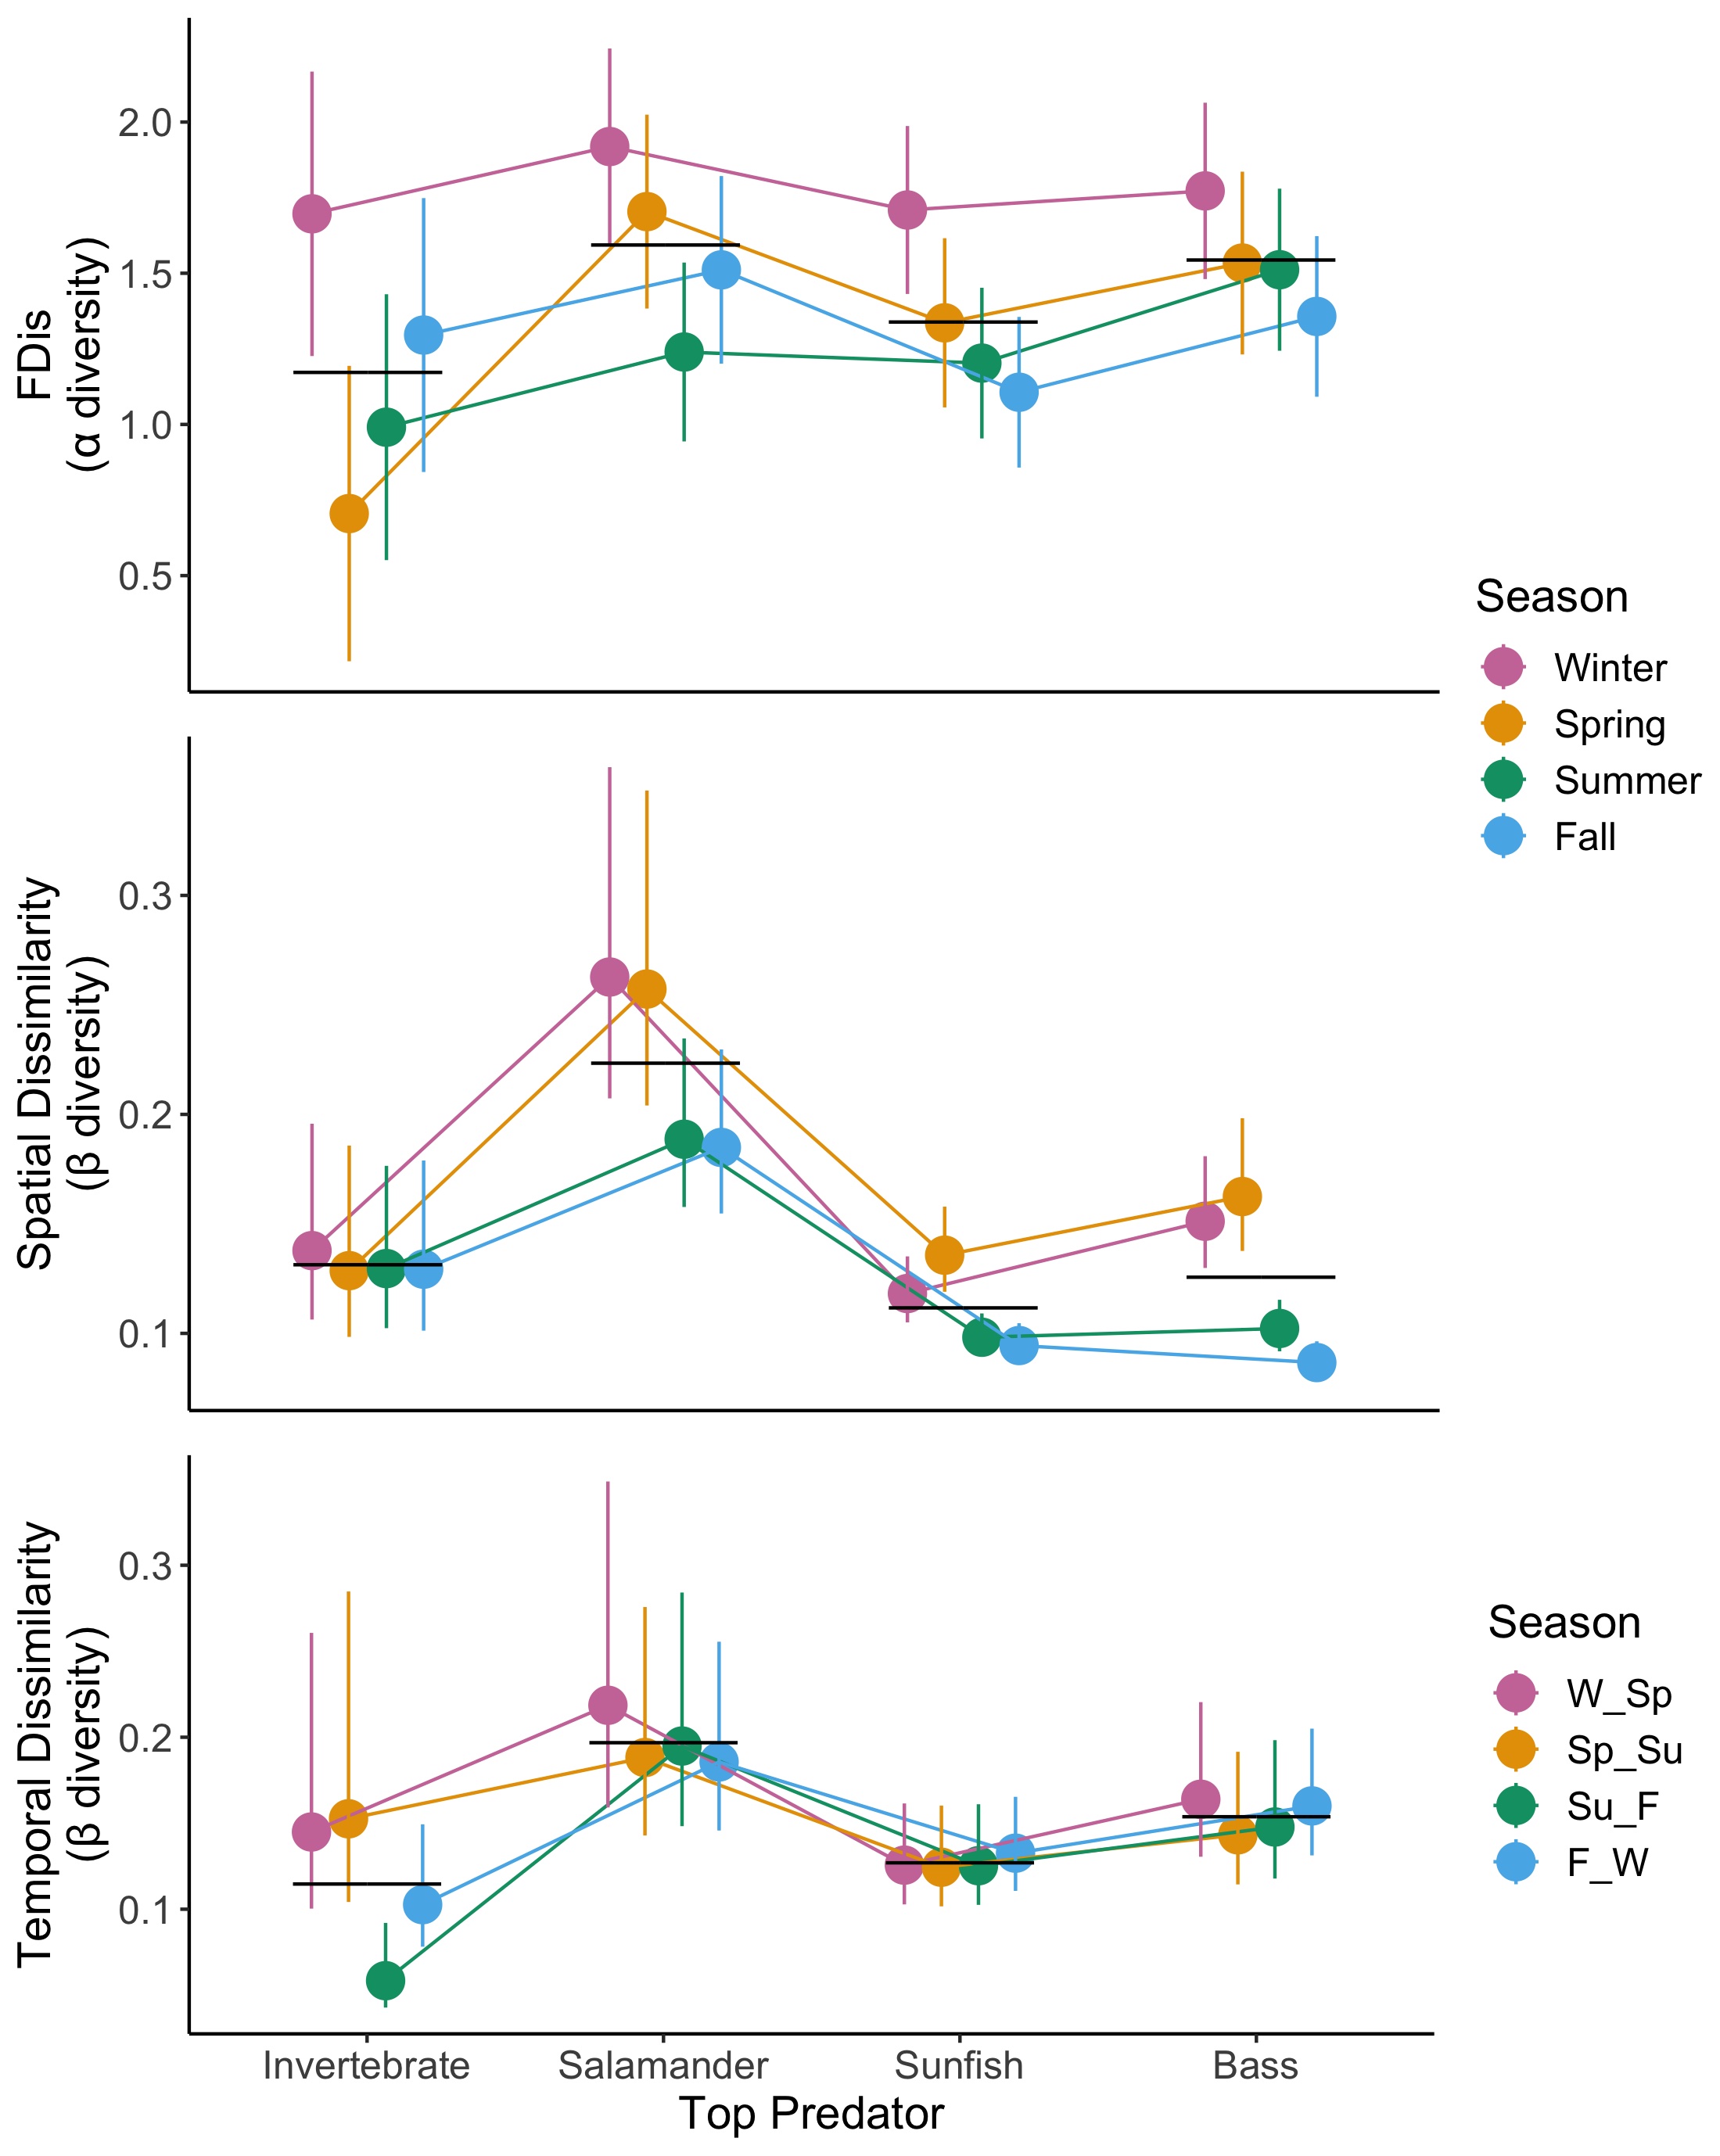 FDis
(α diversity)
2.0
1.5
1.0
0.5
Season
Winter
Spring
Summer
Fall
Spatial Dissimilarity
(β diversity)
0.3
0.2
0.1
Temporal Dissimilarity
(β diversity)
0.3
0.2
0.1
Season
W_Sp
Sp_Su
Su_F
F_W
Invertebrate Salamander Sunfish Bass
Top Predator